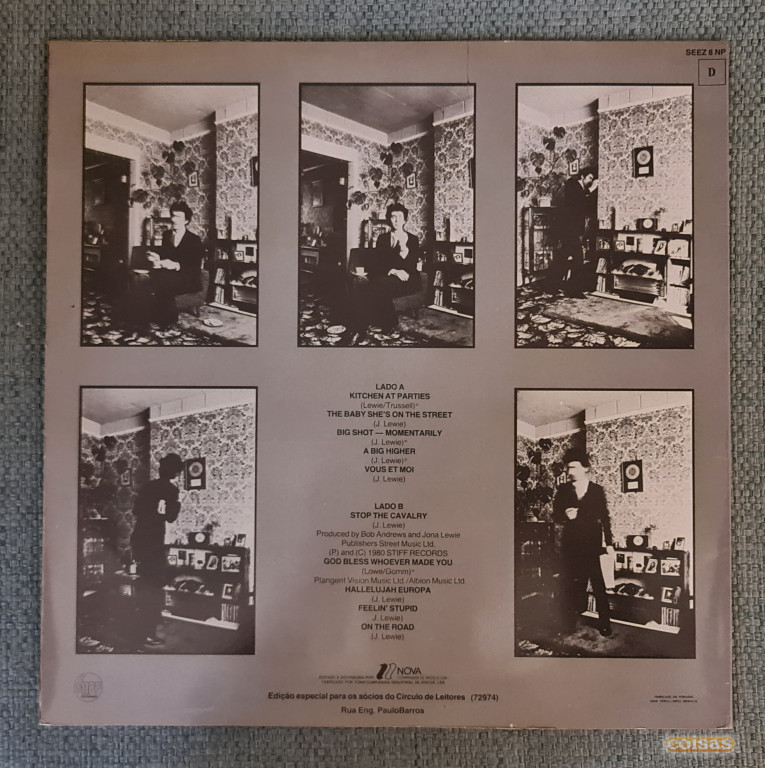 SEEZ 8 NP
D
LADO A
KITCHEN AT PARTIES
(Lewie/Trussell)*
THE BABY SHE'S ON THE STREET
(J. Lewie)
BIG SHOT — MOMENTARILY
(J. Lewie)*
A BIG HIGHER
(J. Lewie)*
VOUS ET MOI
(J. Lewie)
LADO B
STOP THE CAVALRY
(J. Lewie)
Produced by Bob Andrews and Jona Lewie
Publishers Street Music Ltd.
(P) and (C) 1980 STIFF RECORDS
GOD BLESS WHOEVER MADE YOU
(Lowe/Gomm)*
Plangent Vision Music Ltd./Albion Music Ltd.
HALLELUJAH EUROPA
(J. Lewie)
FEELIN' STUPID
J. Lewie)
ON THE ROAD
(J. Lewie)
NOVA
Edição especial para os sócios do Círculo de Leitores (72974)
Rua Eng. PauloBarros
coisas